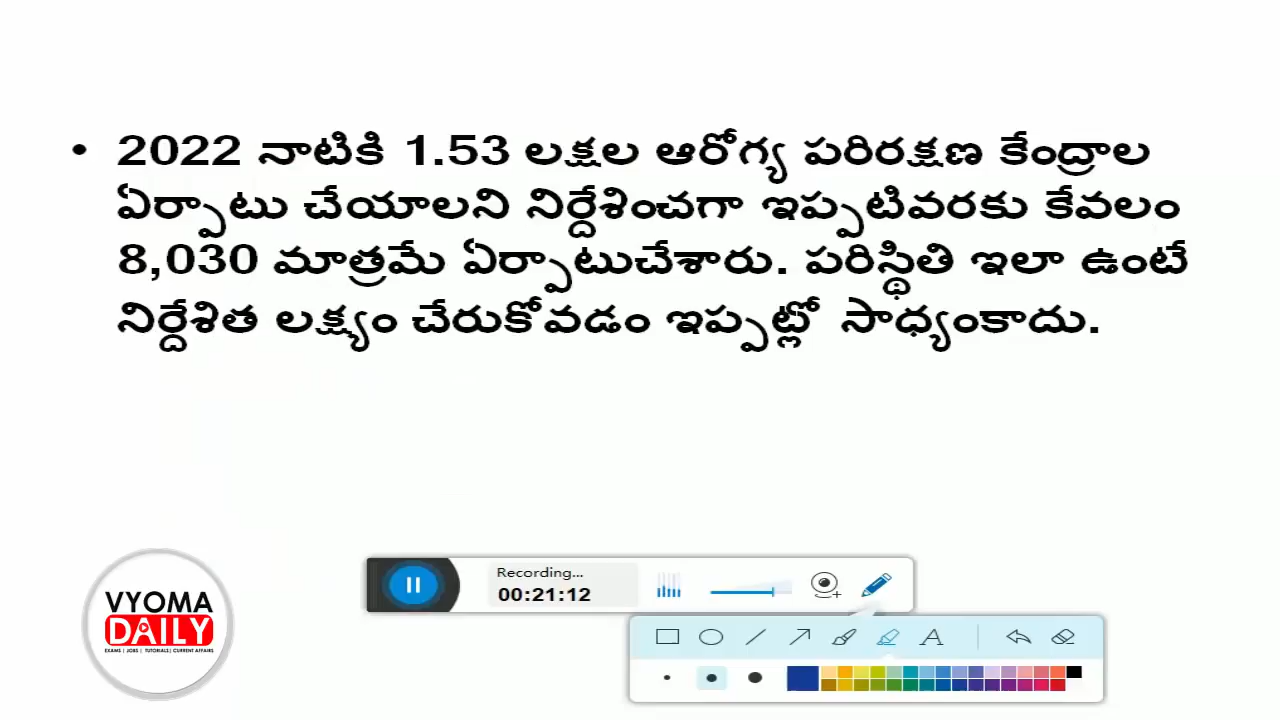 • 2022 నాటికి 1.53 లక్షల ఆరోగ్య పరిరక్షణ కేంద్రాల
ఏర్పాటు చేయాలని నిర్దేశించగా ఇప్పటివరకు కేవలం
8,030 మాత్రమే ఏర్పాటుచేశారు. పరిస్థితి ఇలా ఉంటే
నిర్దేశిత లక్ష్యం చేరుకోవడం ఇప్పట్లో సాధ్యంకాదు.
Recording...
00:21:12
A
VYOMA
DAILY
EXAMS | JOBS | TUTORIALS| CURRENT AFFAIRS